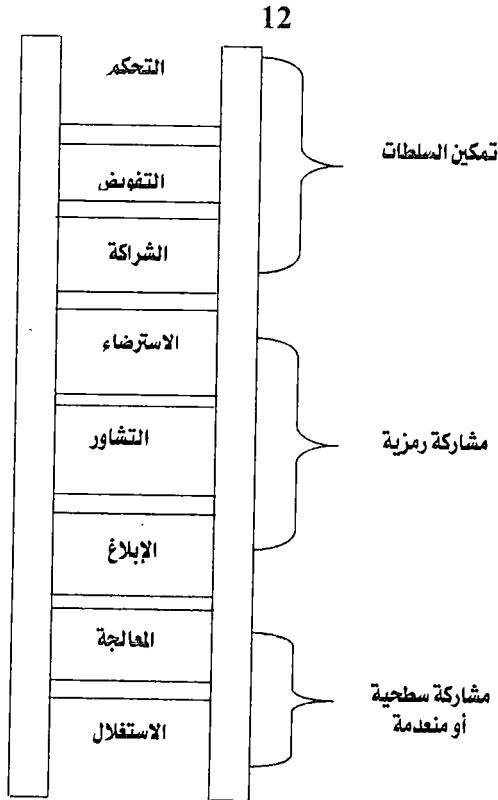 12
التحكم
التفويض
الشراكة
تمكين السلطات
الاسترضاء
التشاور
الإبلاغ
مشاركة رمزية
المعالجة
الاستغلال
مشاركة سطحية
أو منعدمة